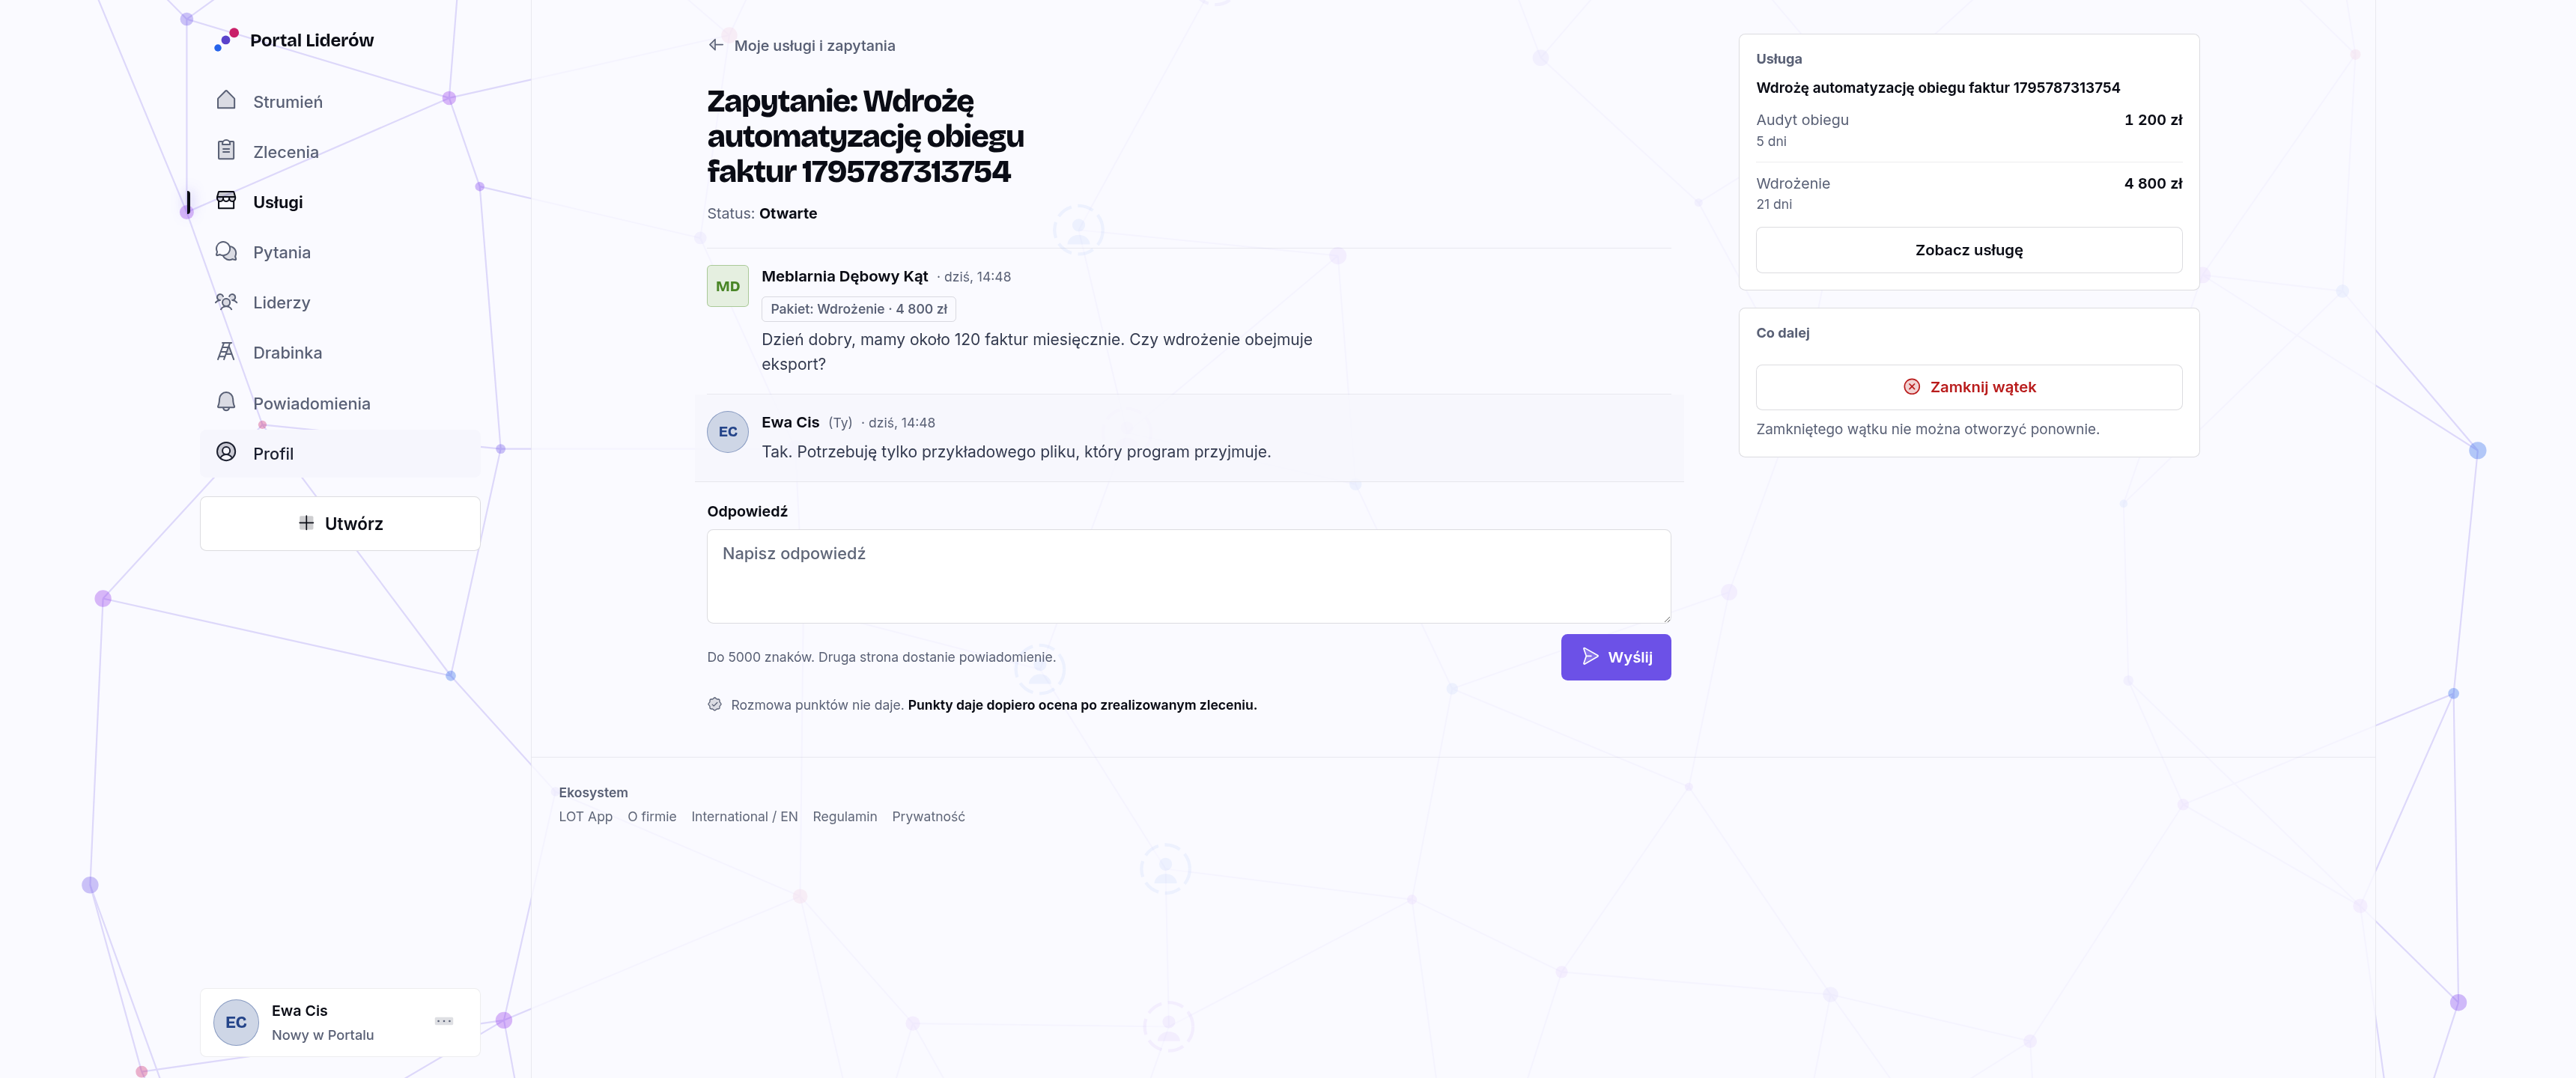 Portal Liderów
Strumień
Zlecenia
Usługi
Pytania
Liderzy
Drabinka
Powiadomienia
Profil
Utwórz
EC
Ewa Cis
Nowy w Portalu
Moje usługi i zapytania
Zapytanie: Wdrożę
automatyzację obiegu
faktur 1795787313754
Status: Otwarte
MD
Meblarnia Dębowy Kąt · dziś, 14:48
Pakiet: Wdrożenie · 4 800 zł
Dzień dobry, mamy około 120 faktur miesięcznie. Czy wdrożenie obejmuje
eksport?
EC
Ewa Cis (Ty) · dziś, 14:48
Tak. Potrzebuję tylko przykładowego pliku, który program przyjmuje.
Odpowiedź
Napisz odpowiedź
Do 5000 znaków. Druga strona dostanie powiadomienie.
Wyślij
Rozmowa punktów nie daje. Punkty daje dopiero ocena po zrealizowanym zleceniu.
Usługa
Wdrożę automatyzację obiegu faktur 1795787313754
Audyt obiegu 1 200 zł
5 dni
Wdrożenie 4 800 zł
21 dni
Zobacz usługę
Co dalej
Zamknij wątek
Zamkniętego wątku nie można otworzyć ponownie.
Ekosystem
LOT App O firmie International / EN Regulamin Prywatność